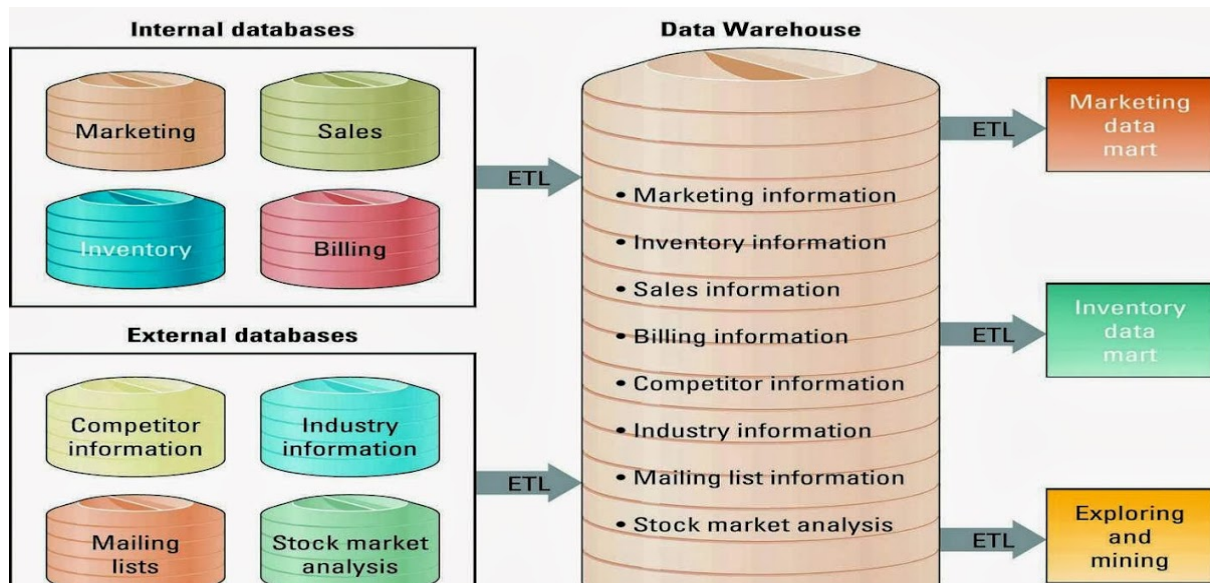 Internal databases
Marketing
Sales
Inventory
Billing
ETL
External databases
Competitor
information
Industry
information
Mailing
lists
Stock market
analysis
ETL
Data Warehouse
• Marketing information
• Inventory information
• Sales information
• Billing information
• Competitor information
• Industry information
• Mailing list information
• Stock market analysis
ETL
Marketing
data
mart
ETL
Inventory
data
mart
ETL
Exploring
and
mining